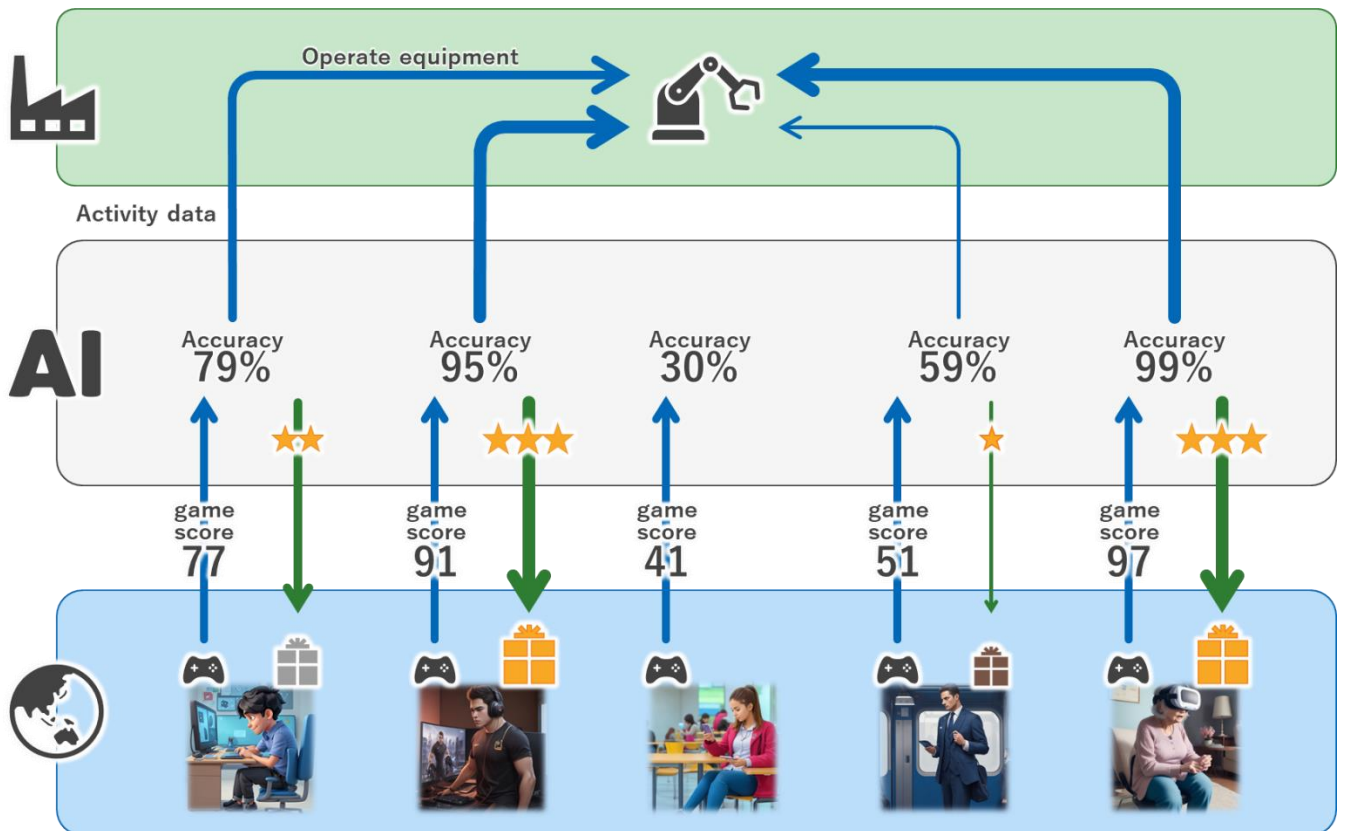 Operate equipment
Activity data
AI
Accuracy
79%
Accuracy
95%
Accuracy
30%
Accuracy
59%
Accuracy
99%
game
score
77
game
score
91
game
score
41
game
score
51
game
score
97